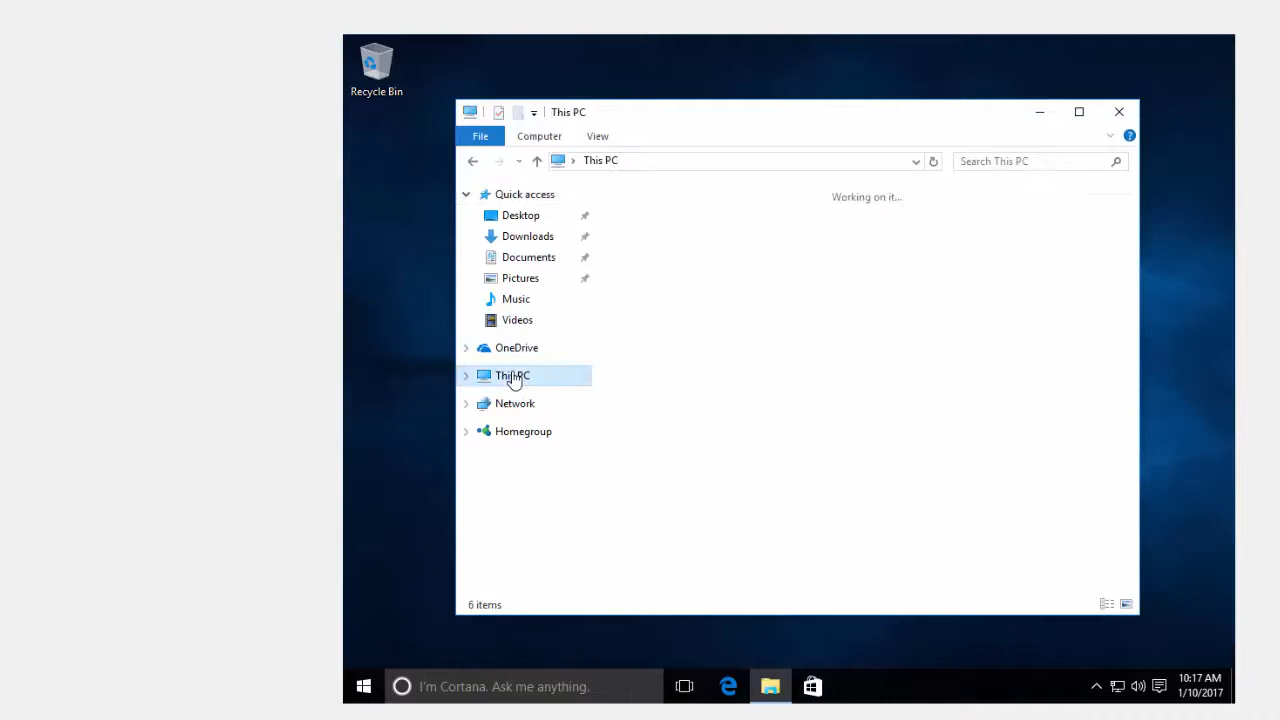 Recycle Bin
This PC
File Computer View
This PC
Search This PC
Quick access
Working on it...
Desktop
Downloads
Documents
Pictures
Music
Videos
OneDrive
This PC
Network
Homegroup
6 items
I'm Cortana. Ask me anything.
10:17 AM
1/10/2017